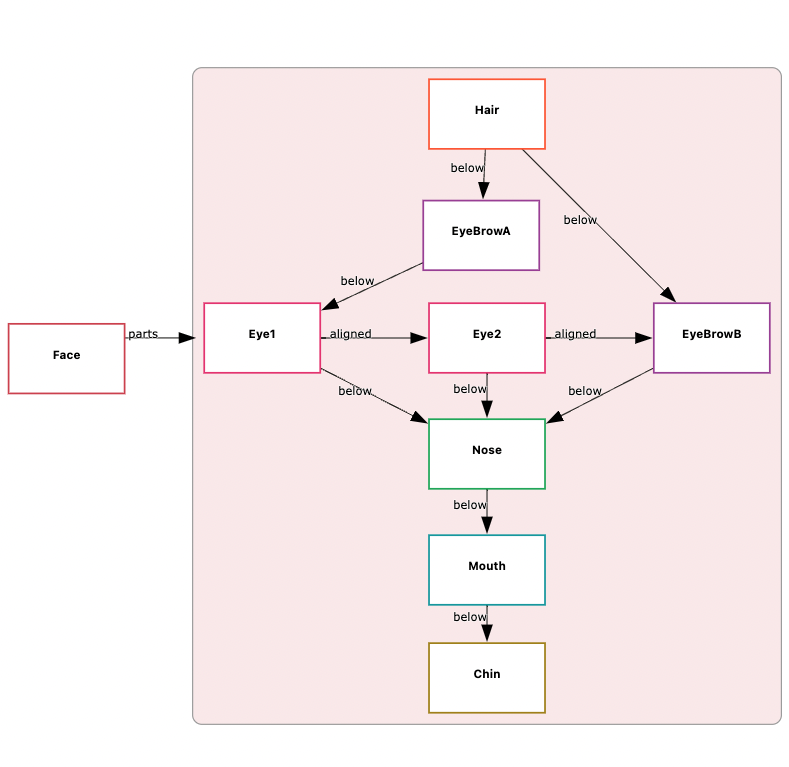 Hair
below
EyeBrowA
below
below
Face
parts
Eye1
aligned
Eye2
aligned
EyeBrowB
below
below
below
Nose
below
Mouth
below
Chin